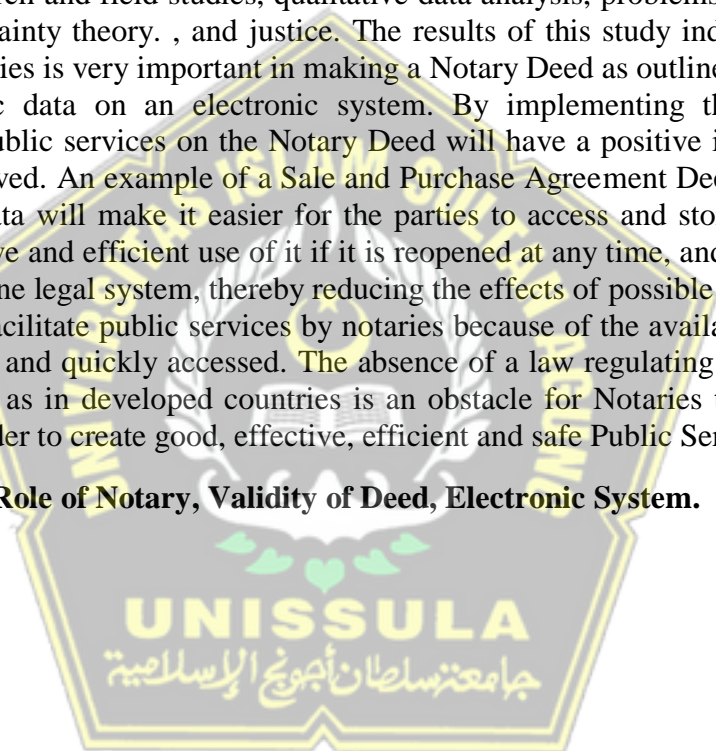 rch and field studies, qualitative data analysis, problems
ainty theory. , and justice. The results of this study ind
ies is very important in making a Notary Deed as outline
c data on an electronic system. By implementing th
ublic services on the Notary Deed will have a positive i
ved. An example of a Sale and Purchase Agreement Dee
ata will make it easier for the parties to access and sto
ve and efficient use of it if it is reopened at any time, and
ne legal system, thereby reducing the effects of possible
acilitate public services by notaries because of the availa
and quickly accessed. The absence of a law regulating
as in developed countries is an obstacle for Notaries
der to create good, effective, efficient and safe Public Ser
Role of Notary, Validity of Deed, Electronic System.
UNIVERSITAS ISLAM SULTAN AGUNG
UNISSULA
جامعتسلطان أجونج الإسلامية